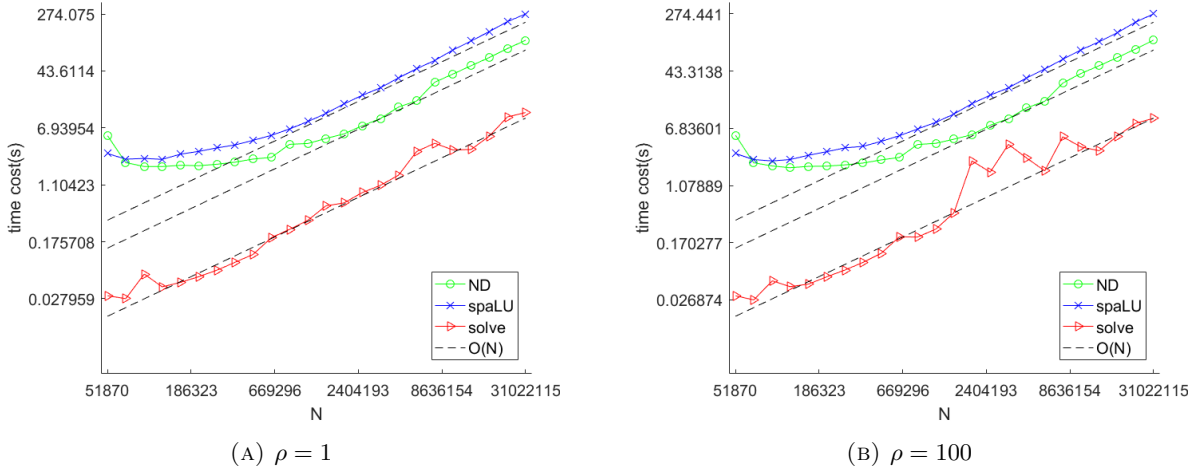 274.075
43.6114
6.93954
1.10423
0.175708
0.027959
time cost(s)
51870 186323 669296 2404193 8636154 31022115
N
ND
spaLU
solve
O(N)
(A) ρ = 1
274.441
43.3138
6.83601
1.07889
0.170277
0.026874
time cost(s)
51870 186323 669296 2404193 8636154 31022115
N
ND
spaLU
solve
O(N)
(B) ρ = 100